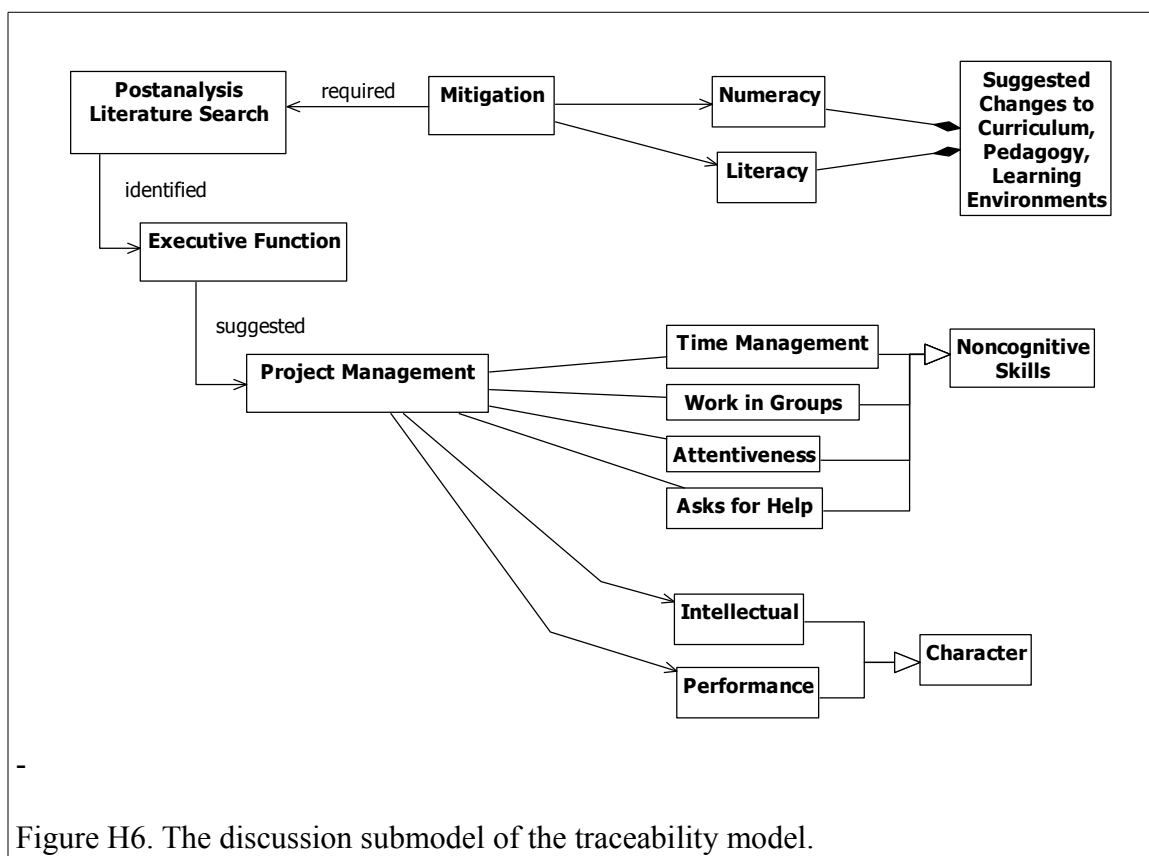 Postanalysis
Literature Search
required
Mitigation
Numeracy
Literacy
Suggested
Changes to
Curriculum,
Pedagogy,
Learning
Environments
identified
Executive Function
suggested
Project Management
Time Management
Work in Groups
Attentiveness
Asks for Help
Noncognitive
Skills
Intellectual
Performance
Character
-
Figure H6. The discussion submodel of the traceability model.